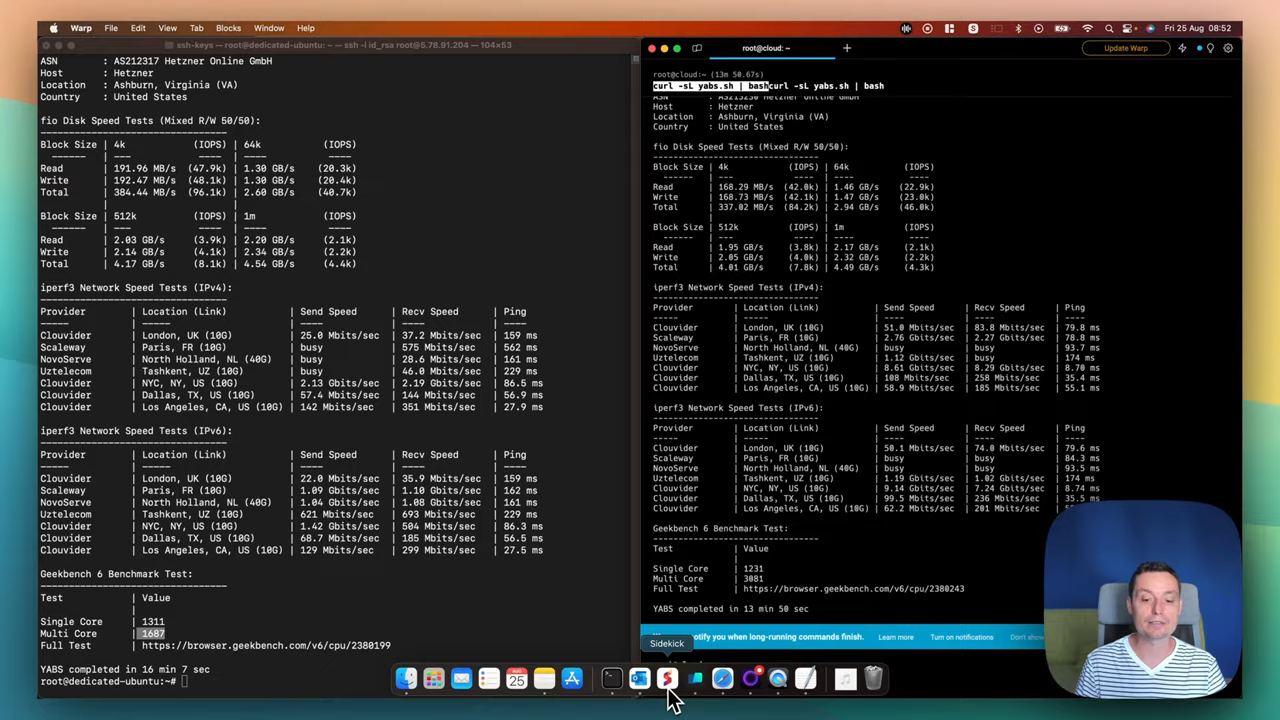 Warp File Edit View Tab Blocks Window Help
Fri 25 Aug 08:52
ssh-keys — root@dedicated-ubuntu: ~ — ssh -i id_rsa root@5.78.91.204 — 104×53
ASN : AS212317 Hetzner Online GmbH
Host : Hetzner
Location : Ashburn, Virginia (VA)
Country : United States
fio Disk Speed Tests (Mixed R/W 50/50):
---------------------------------
Block Size | 4k (IOPS) | 64k (IOPS)
------ | --- ---- | ---- ----
Read | 191.96 MB/s (47.9k) | 1.30 GB/s (20.3k)
Write | 192.47 MB/s (48.1k) | 1.30 GB/s (20.4k)
Total | 384.44 MB/s (96.1k) | 2.60 GB/s (40.7k)
| |
Block Size | 512k (IOPS) | 1m (IOPS)
------ | --- ---- | ---- ----
Read | 2.03 GB/s (3.9k) | 2.20 GB/s (2.1k)
Write | 2.14 GB/s (4.1k) | 2.34 GB/s (2.2k)
Total | 4.17 GB/s (8.1k) | 4.54 GB/s (4.4k)
iperf3 Network Speed Tests (IPv4):
---------------------------------
Provider | Location (Link) | Send Speed | Recv Speed | Ping
----- | ----- | ---- | ---- | ----
Clouvider | London, UK (10G) | 25.0 Mbits/sec | 37.2 Mbits/sec | 159 ms
Scaleway | Paris, FR (10G) | busy | 575 Mbits/sec | 562 ms
NovoServe | North Holland, NL (40G) | busy | 28.6 Mbits/sec | 161 ms
Uztelecom | Tashkent, UZ (10G) | busy | 46.0 Mbits/sec | 229 ms
Clouvider | NYC, NY, US (10G) | 2.13 Gbits/sec | 2.19 Gbits/sec | 86.5 ms
Clouvider | Dallas, TX, US (10G) | 57.4 Mbits/sec | 144 Mbits/sec | 56.9 ms
Clouvider | Los Angeles, CA, US (10G) | 142 Mbits/sec | 351 Mbits/sec | 27.9 ms
iperf3 Network Speed Tests (IPv6):
---------------------------------
Provider | Location (Link) | Send Speed | Recv Speed | Ping
----- | ----- | ---- | ---- | ----
Clouvider | London, UK (10G) | 22.0 Mbits/sec | 35.9 Mbits/sec | 159 ms
Scaleway | Paris, FR (10G) | 1.09 Gbits/sec | 1.10 Gbits/sec | 162 ms
NovoServe | North Holland, NL (40G) | 1.04 Gbits/sec | 1.08 Gbits/sec | 161 ms
Uztelecom | Tashkent, UZ (10G) | 621 Mbits/sec | 693 Mbits/sec | 229 ms
Clouvider | NYC, NY, US (10G) | 1.42 Gbits/sec | 504 Mbits/sec | 86.3 ms
Clouvider | Dallas, TX, US (10G) | 68.7 Mbits/sec | 185 Mbits/sec | 56.5 ms
Clouvider | Los Angeles, CA, US (10G) | 129 Mbits/sec | 299 Mbits/sec | 27.5 ms
Geekbench 6 Benchmark Test:
---------------------------------
Test | Value
|
Single Core | 1311
Multi Core | 1687
Full Test | https://browser.geekbench.com/v6/cpu/2380199
YABS completed in 16 min 7 sec
root@dedicated-ubuntu:~#
root@cloud: ~
Update Warp
root@cloud:~ (13m 50.67s)
curl -sL yabs.sh | bashcurl -sL yabs.sh | bash
Host : Hetzner
Location : Ashburn, Virginia (VA)
Country : United States
fio Disk Speed Tests (Mixed R/W 50/50):
---------------------------------
Block Size | 4k (IOPS) | 64k (IOPS)
------ | --- ---- | ---- ----
Read | 168.29 MB/s (42.0k) | 1.46 GB/s (22.9k)
Write | 168.73 MB/s (42.1k) | 1.47 GB/s (23.0k)
Total | 337.02 MB/s (84.2k) | 2.94 GB/s (46.0k)
| |
Block Size | 512k (IOPS) | 1m (IOPS)
------ | --- ---- | ---- ----
Read | 1.95 GB/s (3.8k) | 2.17 GB/s (2.1k)
Write | 2.05 GB/s (4.0k) | 2.32 GB/s (2.2k)
Total | 4.01 GB/s (7.8k) | 4.49 GB/s (4.3k)
iperf3 Network Speed Tests (IPv4):
---------------------------------
Provider | Location (Link) | Send Speed | Recv Speed | Ping
----- | ----- | ---- | ---- | ----
Clouvider | London, UK (10G) | 51.0 Mbits/sec | 83.8 Mbits/sec | 79.8 ms
Scaleway | Paris, FR (10G) | 2.76 Gbits/sec | 2.27 Gbits/sec | 78.8 ms
NovoServe | North Holland, NL (40G) | busy | busy | 93.7 ms
Uztelecom | Tashkent, UZ (10G) | 1.12 Gbits/sec | busy | 174 ms
Clouvider | NYC, NY, US (10G) | 8.61 Gbits/sec | 8.29 Gbits/sec | 8.70 ms
Clouvider | Dallas, TX, US (10G) | 108 Mbits/sec | 258 Mbits/sec | 35.4 ms
Clouvider | Los Angeles, CA, US (10G) | 58.9 Mbits/sec | 185 Mbits/sec | 55.1 ms
iperf3 Network Speed Tests (IPv6):
---------------------------------
Provider | Location (Link) | Send Speed | Recv Speed | Ping
----- | ----- | ---- | ---- | ----
Clouvider | London, UK (10G) | 50.1 Mbits/sec | 74.0 Mbits/sec | 79.6 ms
Scaleway | Paris, FR (10G) | busy | busy | 84.3 ms
NovoServe | North Holland, NL (40G) | busy | busy | 93.5 ms
Uztelecom | Tashkent, UZ (10G) | 1.19 Gbits/sec | 1.02 Gbits/sec | 174 ms
Clouvider | NYC, NY, US (10G) | 9.14 Gbits/sec | 7.24 Gbits/sec | 8.74 ms
Clouvider | Dallas, TX, US (10G) | 99.5 Mbits/sec | 236 Mbits/sec | 35.5 ms
Clouvider | Los Angeles, CA, US (10G) | 62.2 Mbits/sec | 201 Mbits/sec
Geekbench 6 Benchmark Test:
---------------------------------
Test | Value
|
Single Core | 1231
Multi Core | 3081
Full Test | https://browser.geekbench.com/v6/cpu/2380243
YABS completed in 13 min 50 sec
notify you when long-running commands finish. Learn more Turn on notifications Don't show
Sidekick
AUG
25